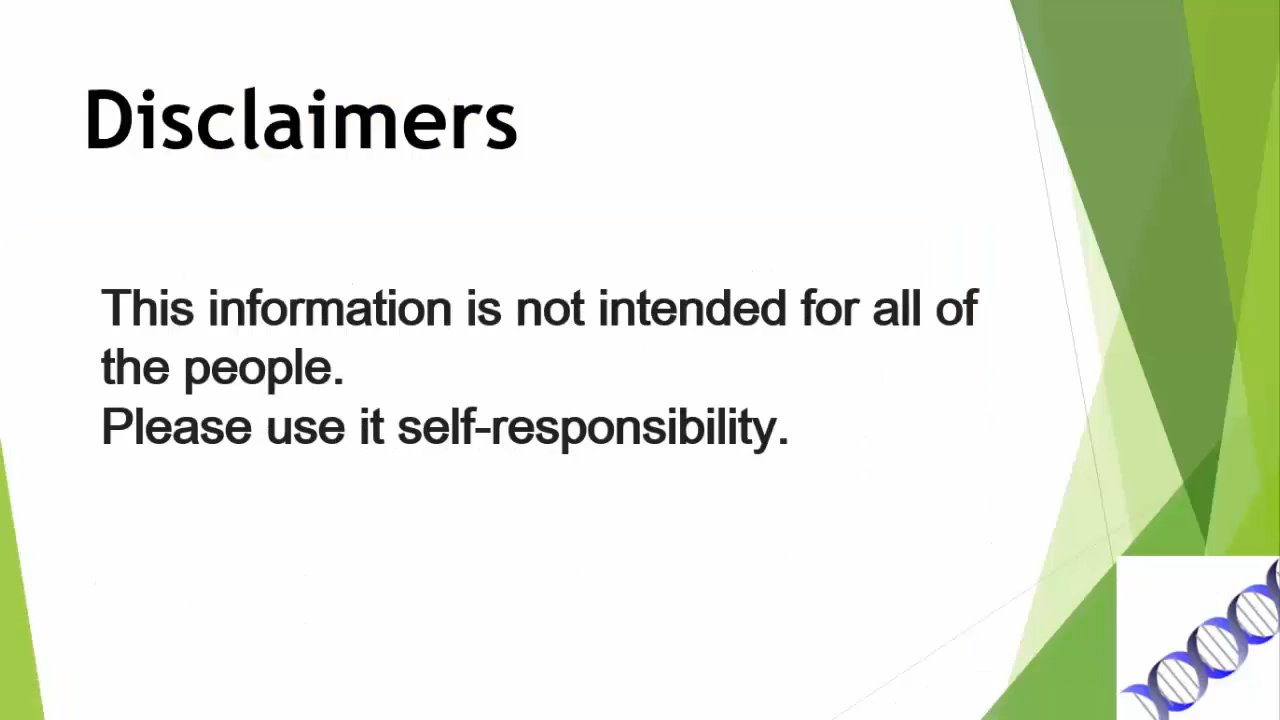 Disclaimers
This information is not intended for all of
the people.
Please use it self-responsibility.